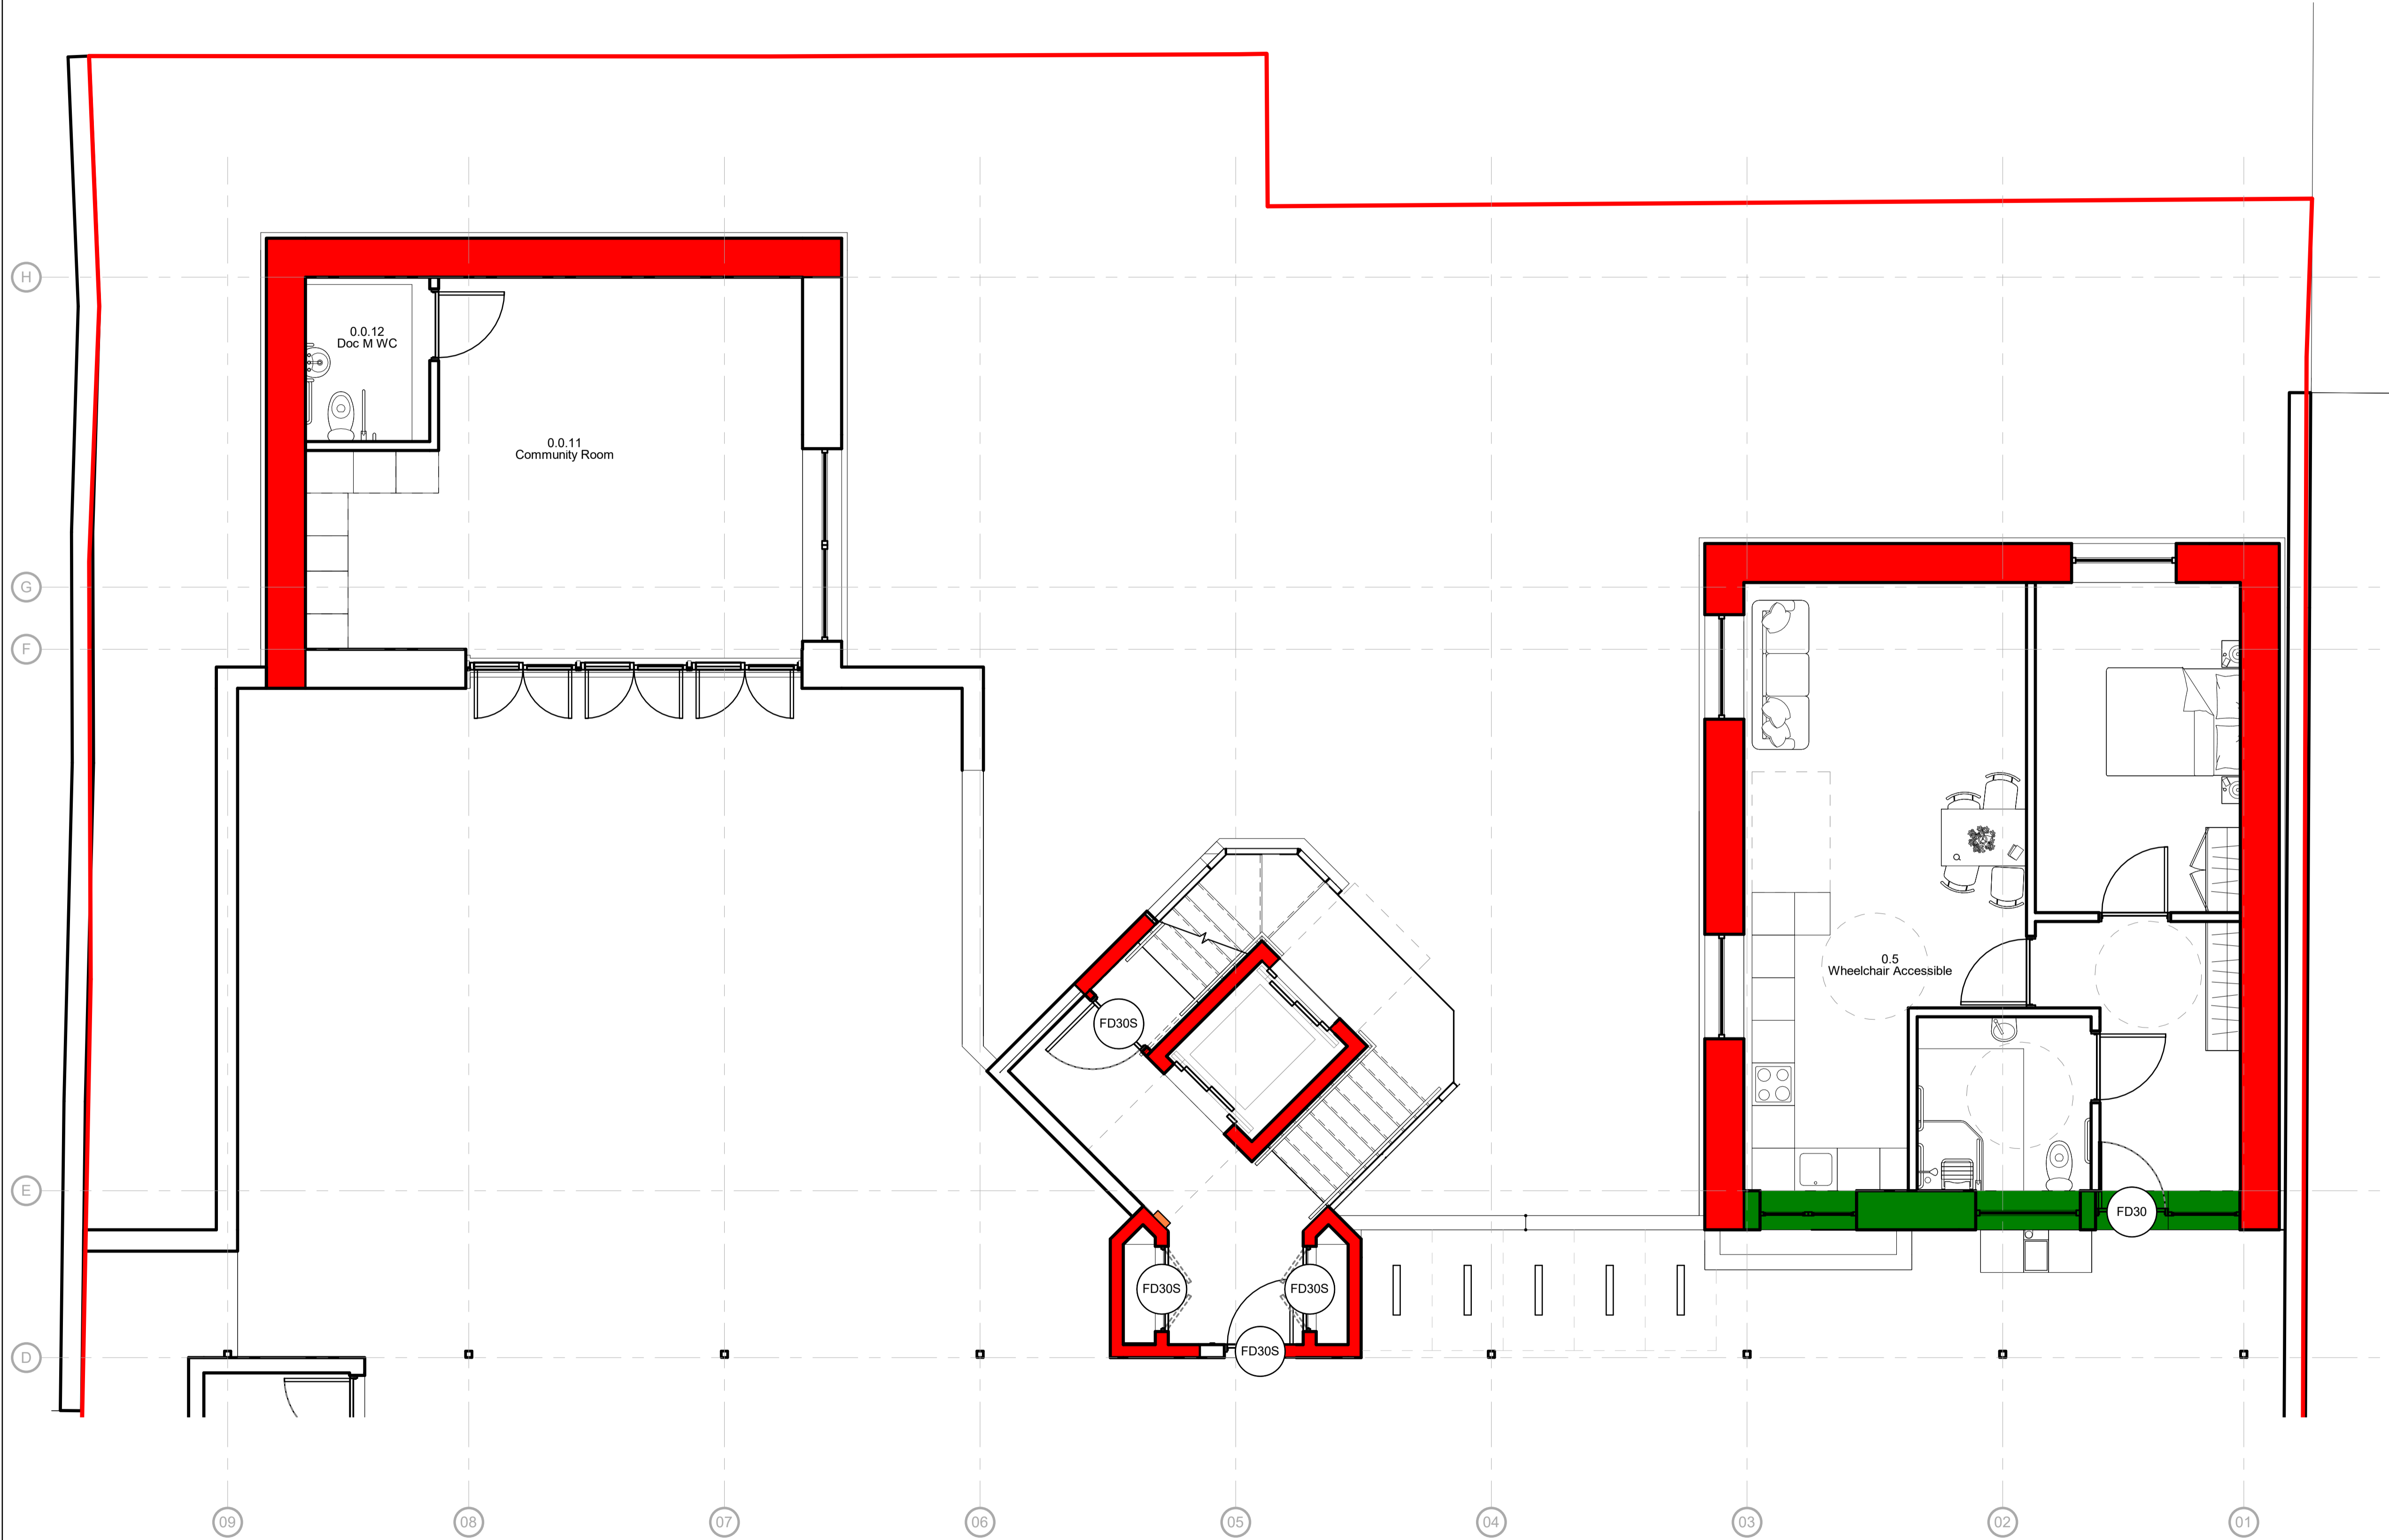 H
0.0.12
Doc M WC
0.0.11
Community Room
G
F
0.5
Wheelchair Accessible
FD30S
E
FD30
FD30S
FD30S
D
FD30S
09
08
07
06
05
04
03
02
01